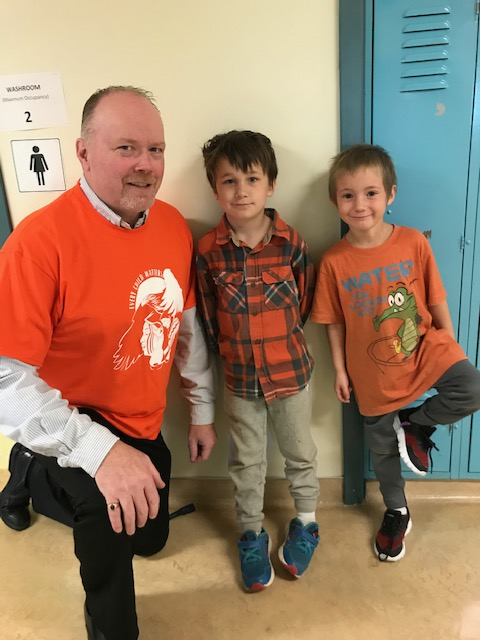 WASHROOM
(Maximum Occupancy)
2
EVERY CHILD MATTERS
WATER